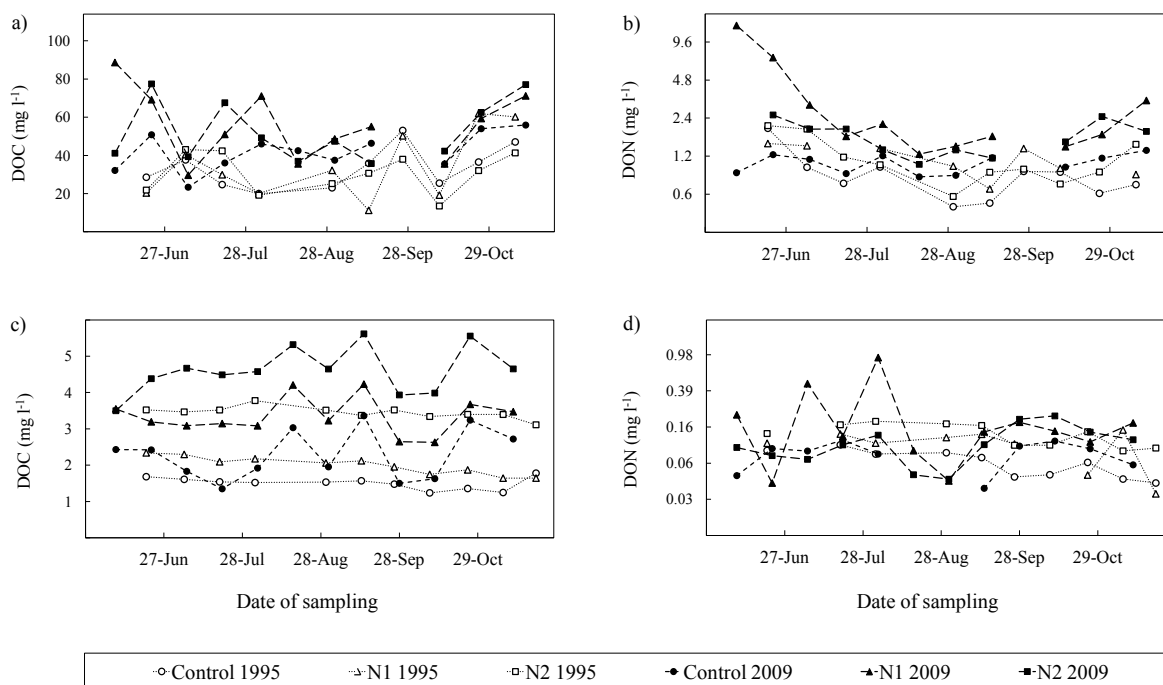 a)
DOC (mg l-1)
100
80
60
40
20
27-Jun 28-Jul 28-Aug 28-Sep 29-Oct
b)
DON (mg l-1)
9.6
4.8
2.4
1.2
0.6
27-Jun 28-Jul 28-Aug 28-Sep 29-Oct
c)
DOC (mg l-1)
5
4
3
2
1
27-Jun 28-Jul 28-Aug 28-Sep 29-Oct
Date of sampling
d)
DON (mg l-1)
0.98
0.39
0.16
0.06
0.03
27-Jun 28-Jul 28-Sep 29-Oct
28-Aug
Date of sampling
Control 1995 N1 1995 N2 1995 Control 2009 N1 2009 N2 2009